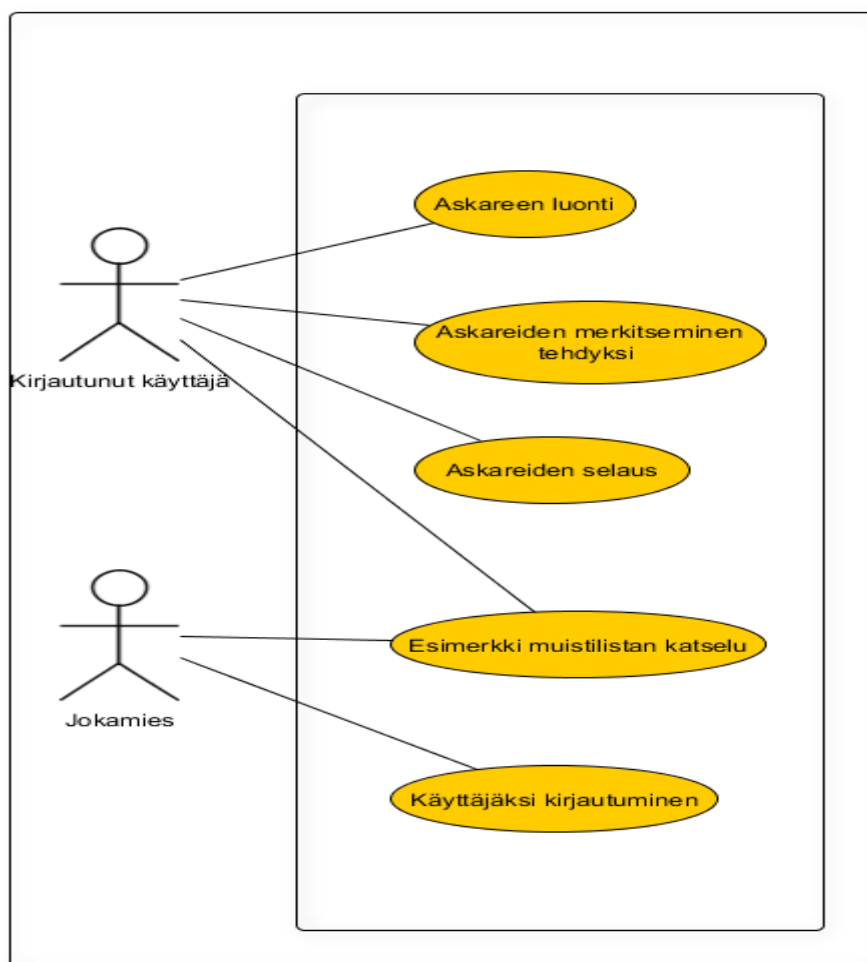 Askareen luonti
Askareiden merkitseminen
tehdyksi
Kirjautunut käyttäjä
Askareiden selaus
Esimerkki muistilistan katselu
Jokamies
Käyttäjäksi kirjautuminen